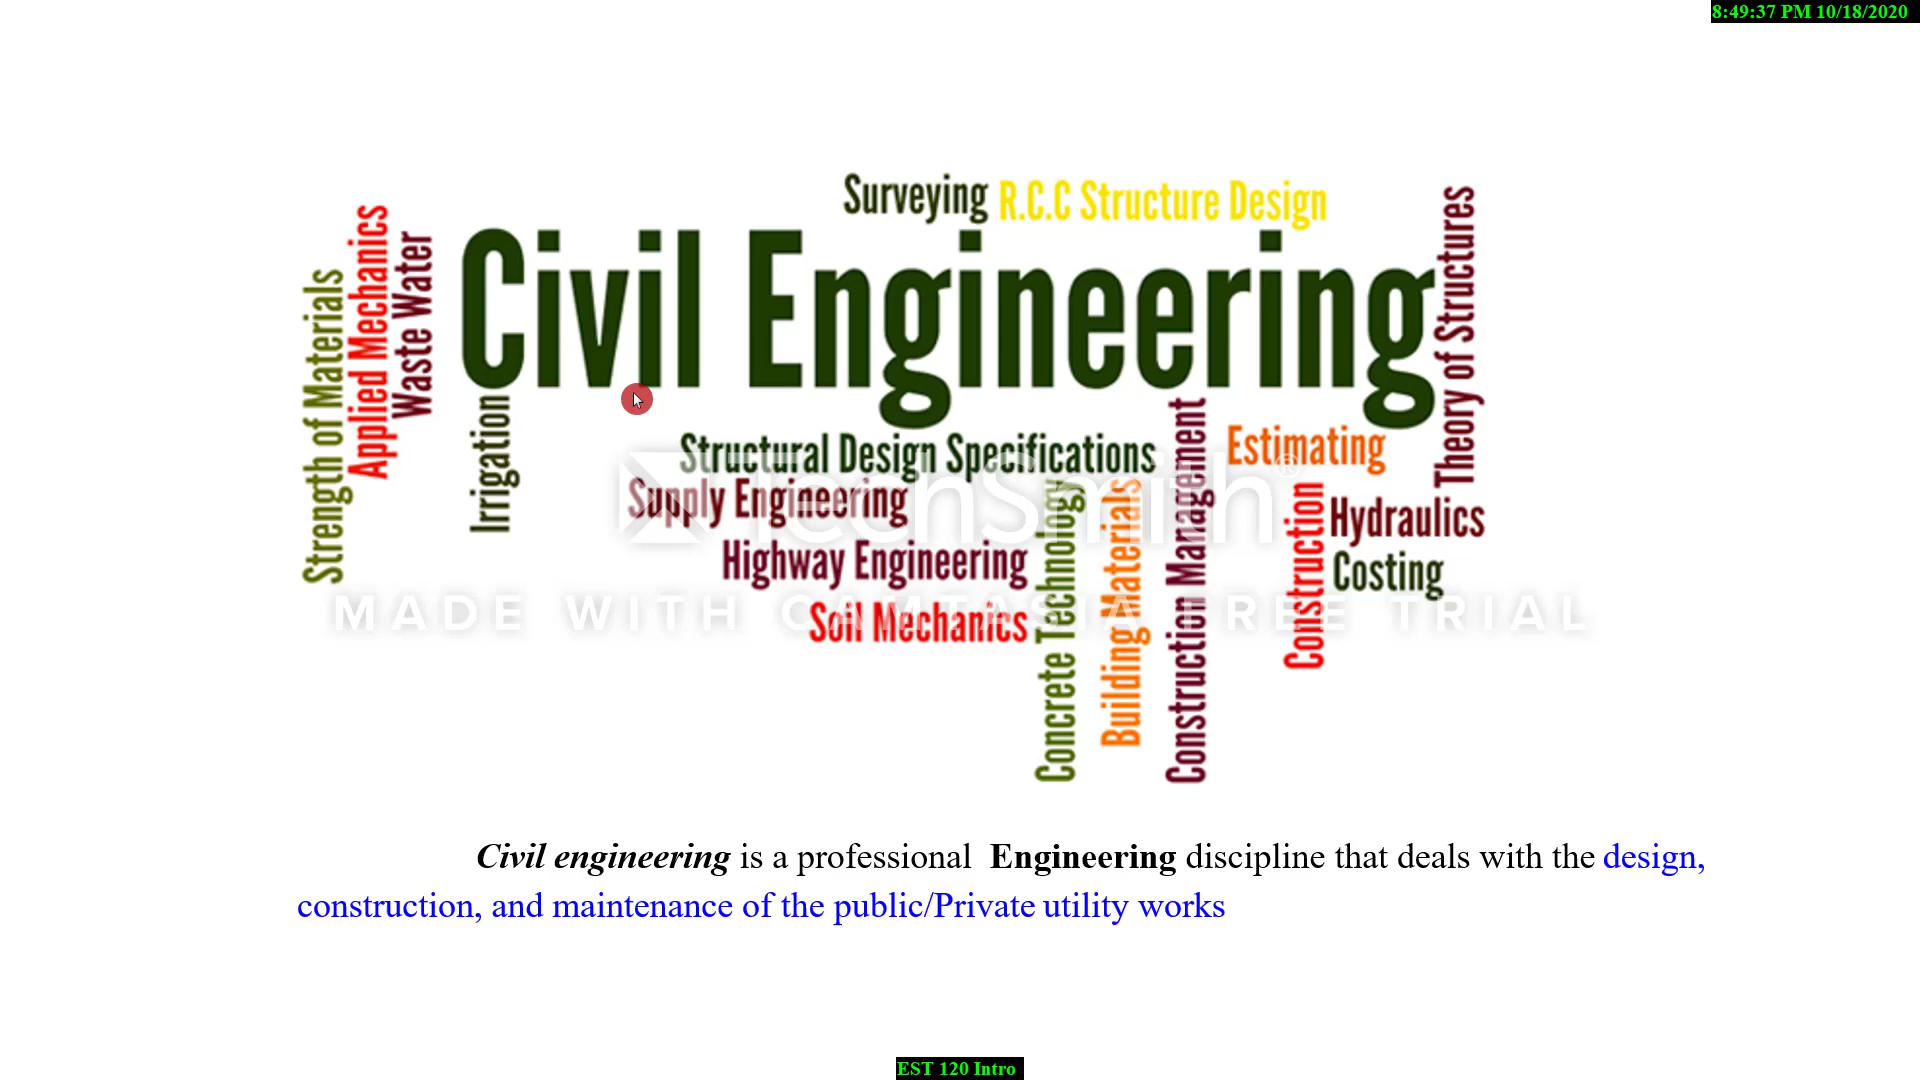 8:49:37 PM 10/18/2020
Surveying
R.C.C Structure Design
Civil Engineering
Strength of Materials
Applied Mechanics
Waste Water
Irrigation
Theory of Structures
Structural Design Specifications
Estimating
Supply Engineering
TechSmith®
Hydraulics
Highway Engineering
Costing
Soil Mechanics
Concrete Technology
Building Materials
Construction Management
Construction
MADE WITH CAMTASIA FREE TRIAL
Civil engineering is a professional Engineering discipline that deals with the design,
construction, and maintenance of the public/Private utility works
EST 120 Intro